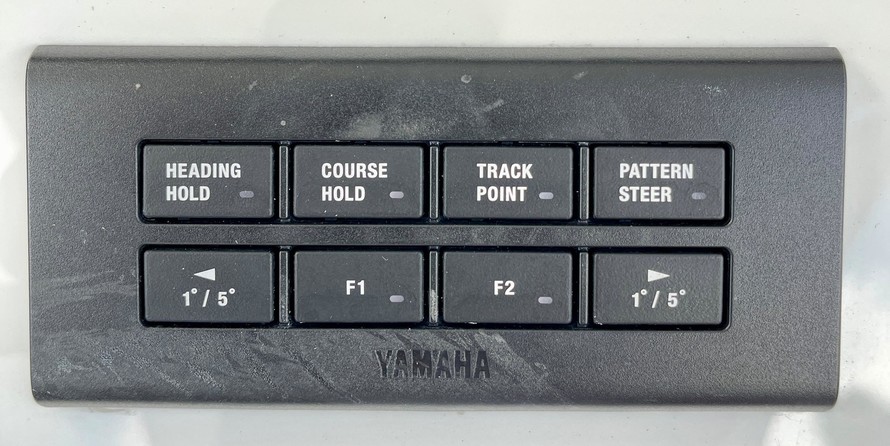 HEADING
HOLD
COURSE
HOLD
TRACK
POINT
PATTERN
STEER
◄
1°/ 5°
F1
F2
►
1°/ 5°
YAMAHA